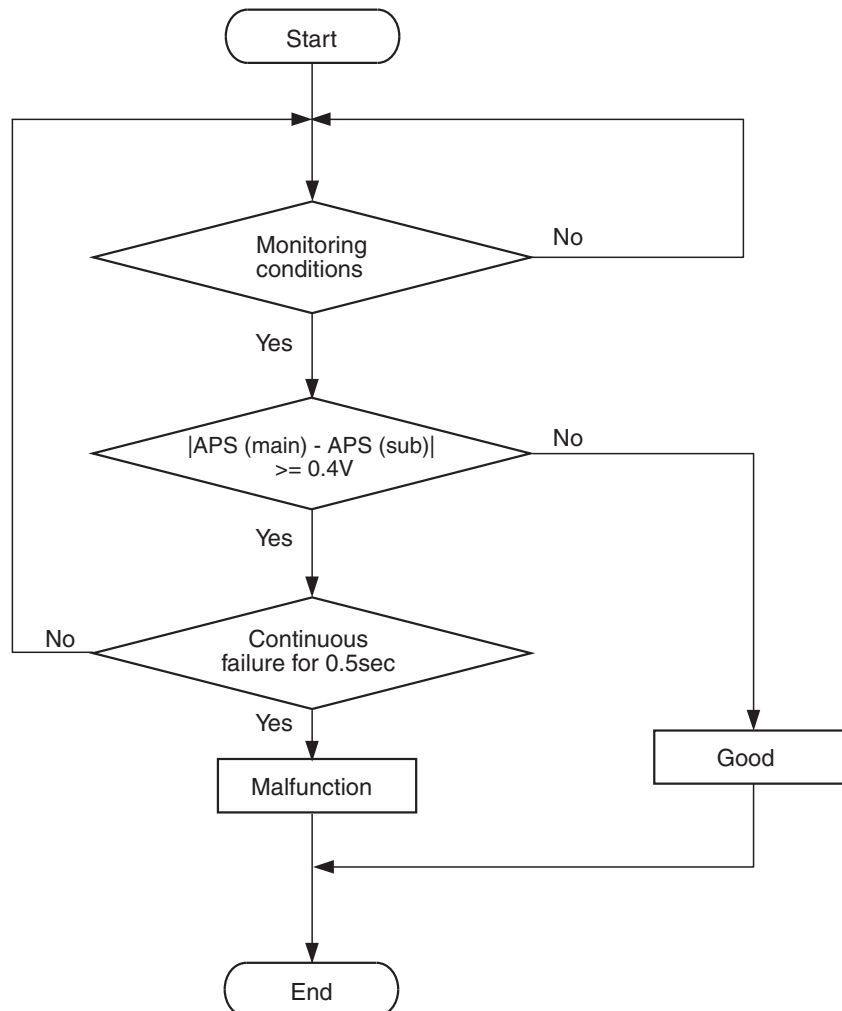 Start
Monitoring
conditions
No
Yes
|APS (main) - APS (sub)|
>= 0.4V
No
Yes
Continuous
failure for 0.5sec
No
Yes
Malfunction
Good
End